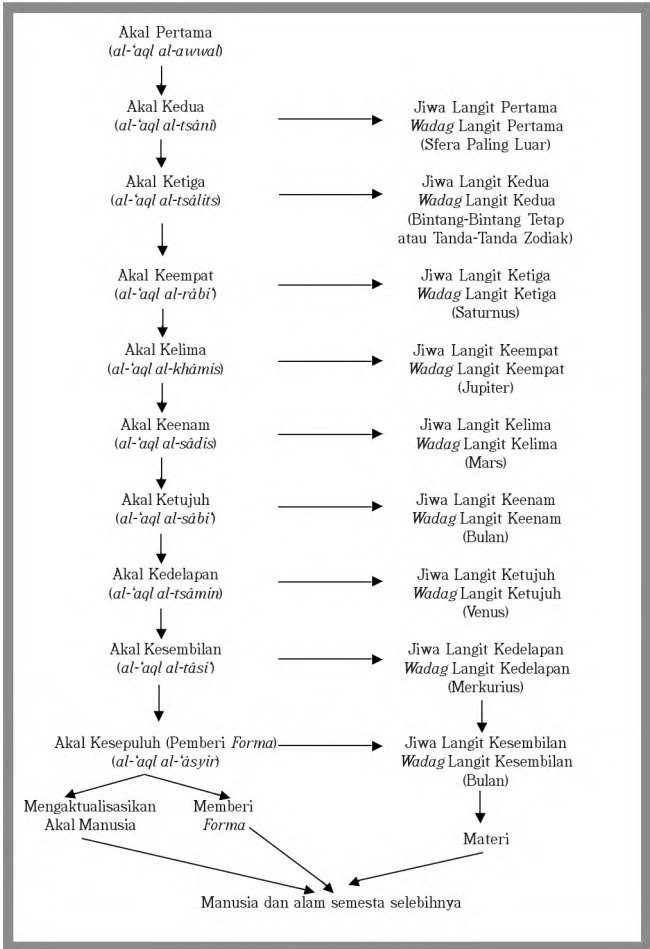 Akal Pertama
(al-‘aql al-awwal)
Akal Kedua
(al-‘aql al-tsânî)
Jiwa Langit Pertama
Wadag Langit Pertama
(Sfera Paling Luar)
Akal Ketiga
(al-‘aql al-tsâlits)
Jiwa Langit Kedua
Wadag Langit Kedua
(Bintang-Bintang Tetap
atau Tanda-Tanda Zodiak)
Akal Keempat
(al-‘aql al-râbi‘)
Jiwa Langit Ketiga
Wadag Langit Ketiga
(Saturnus)
Akal Kelima
(al-‘aql al-khâmis)
Jiwa Langit Keempat
Wadag Langit Keempat
(Jupiter)
Akal Keenam
(al-‘aql al-sâdis)
Jiwa Langit Kelima
Wadag Langit Kelima
(Mars)
Akal Ketujuh
(al-‘aql al-sâbi‘)
Jiwa Langit Keenam
Wadag Langit Keenam
(Bulan)
Akal Kedelapan
(al-‘aql al-tsâmin)
Jiwa Langit Ketujuh
Wadag Langit Ketujuh
(Venus)
Akal Kesembilan
(al-‘aql al-tâsi‘)
Jiwa Langit Kedelapan
Wadag Langit Kedelapan
(Merkurius)
Akal Kesepuluh (Pemberi Forma)
(al-‘aql al-‘âsyir)
Jiwa Langit Kesembilan
Wadag Langit Kesembilan
(Bulan)
Mengaktualisasikan
Akal Manusia
Memberi
Forma
Materi
Manusia dan alam semesta selebihnya